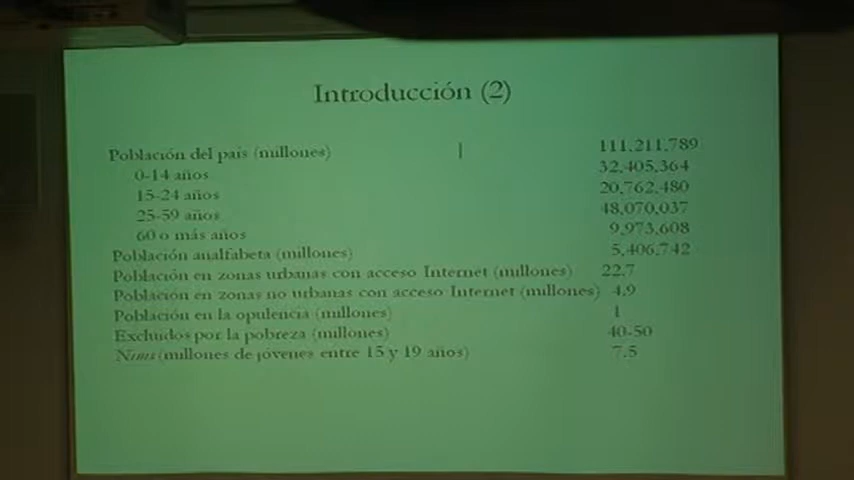 Introducción (2)
Población del país (millones) 111,211,789
0-14 años 32,405,364
15-24 años 20,762,480
25-59 años 48,070,037
60 o más años 9,973,608
Población analfabeta (millones) 5,406,742
Población en zonas urbanas con acceso Internet (millones) 22.7
Población en zonas no urbanas con acceso Internet (millones) 4.9
Población en la opulencia (millones) 1
Excluidos por la pobreza (millones) 40-50
(millones de jóvenes entre 15 y 19 años) 7.5